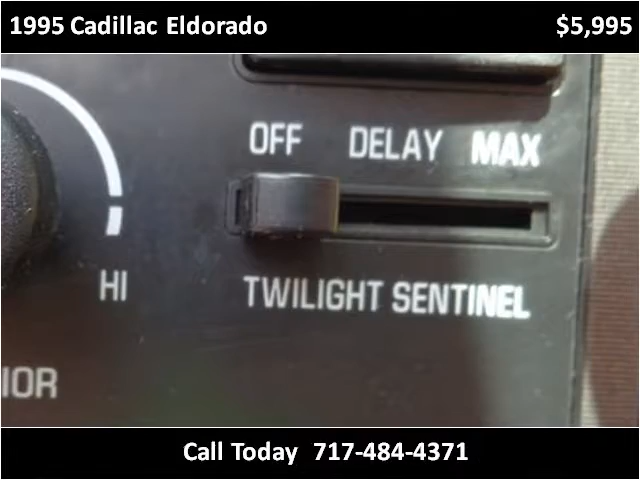 1995 Cadillac Eldorado $5,995
OFF DELAY MAX
HI
TWILIGHT SENTINEL
IOR
Call Today 717-484-4371